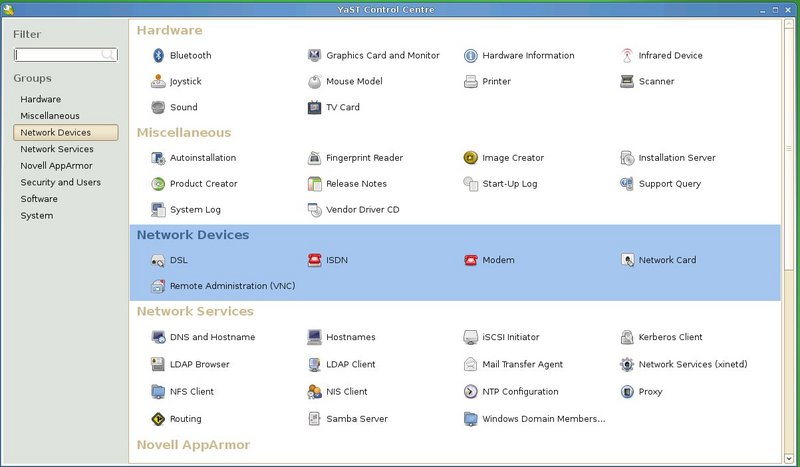 YaST Control Centre
Filter
Groups
Hardware
Miscellaneous
Network Devices
Network Services
Novell AppArmor
Security and Users
Software
System
Hardware
Bluetooth Graphics Card and Monitor Hardware Information Infrared Device
Joystick Mouse Model Printer Scanner
Sound TV Card
Miscellaneous
Autoinstallation Fingerprint Reader Image Creator Installation Server
Product Creator Release Notes Start-Up Log Support Query
System Log Vendor Driver CD
Network Devices
DSL ISDN Modem Network Card
Remote Administration (VNC)
Network Services
DNS and Hostname Hostnames iSCSI Initiator Kerberos Client
LDAP Browser LDAP Client Mail Transfer Agent Network Services (xinetd)
NFS Client NIS Client NTP Configuration Proxy
Routing Samba Server Windows Domain Members...
Novell AppArmor